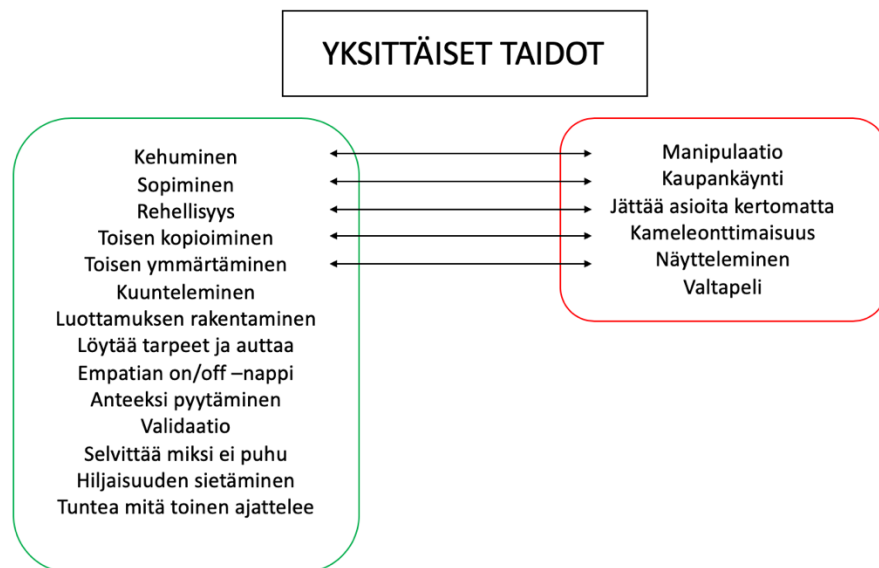 YKSITTÄISET TAIDOT
Kehuminen
Sopiminen
Rehellisyys
Toisen kopioiminen
Toisen ymmärtäminen
Kuunteleminen
Luottamuksen rakentaminen
Löytää tarpeet ja auttaa
Empatian on/off –nappi
Anteeksi pyytäminen
Validaatio
Selvittää miksi ei puhu
Hiljaisuuden sietäminen
Tuntea mitä toinen ajattelee
Manipulaatio
Kaupankäynti
Jättää asioita kertomatta
Kameleonttimaisuus
Näytteleminen
Valtapeli